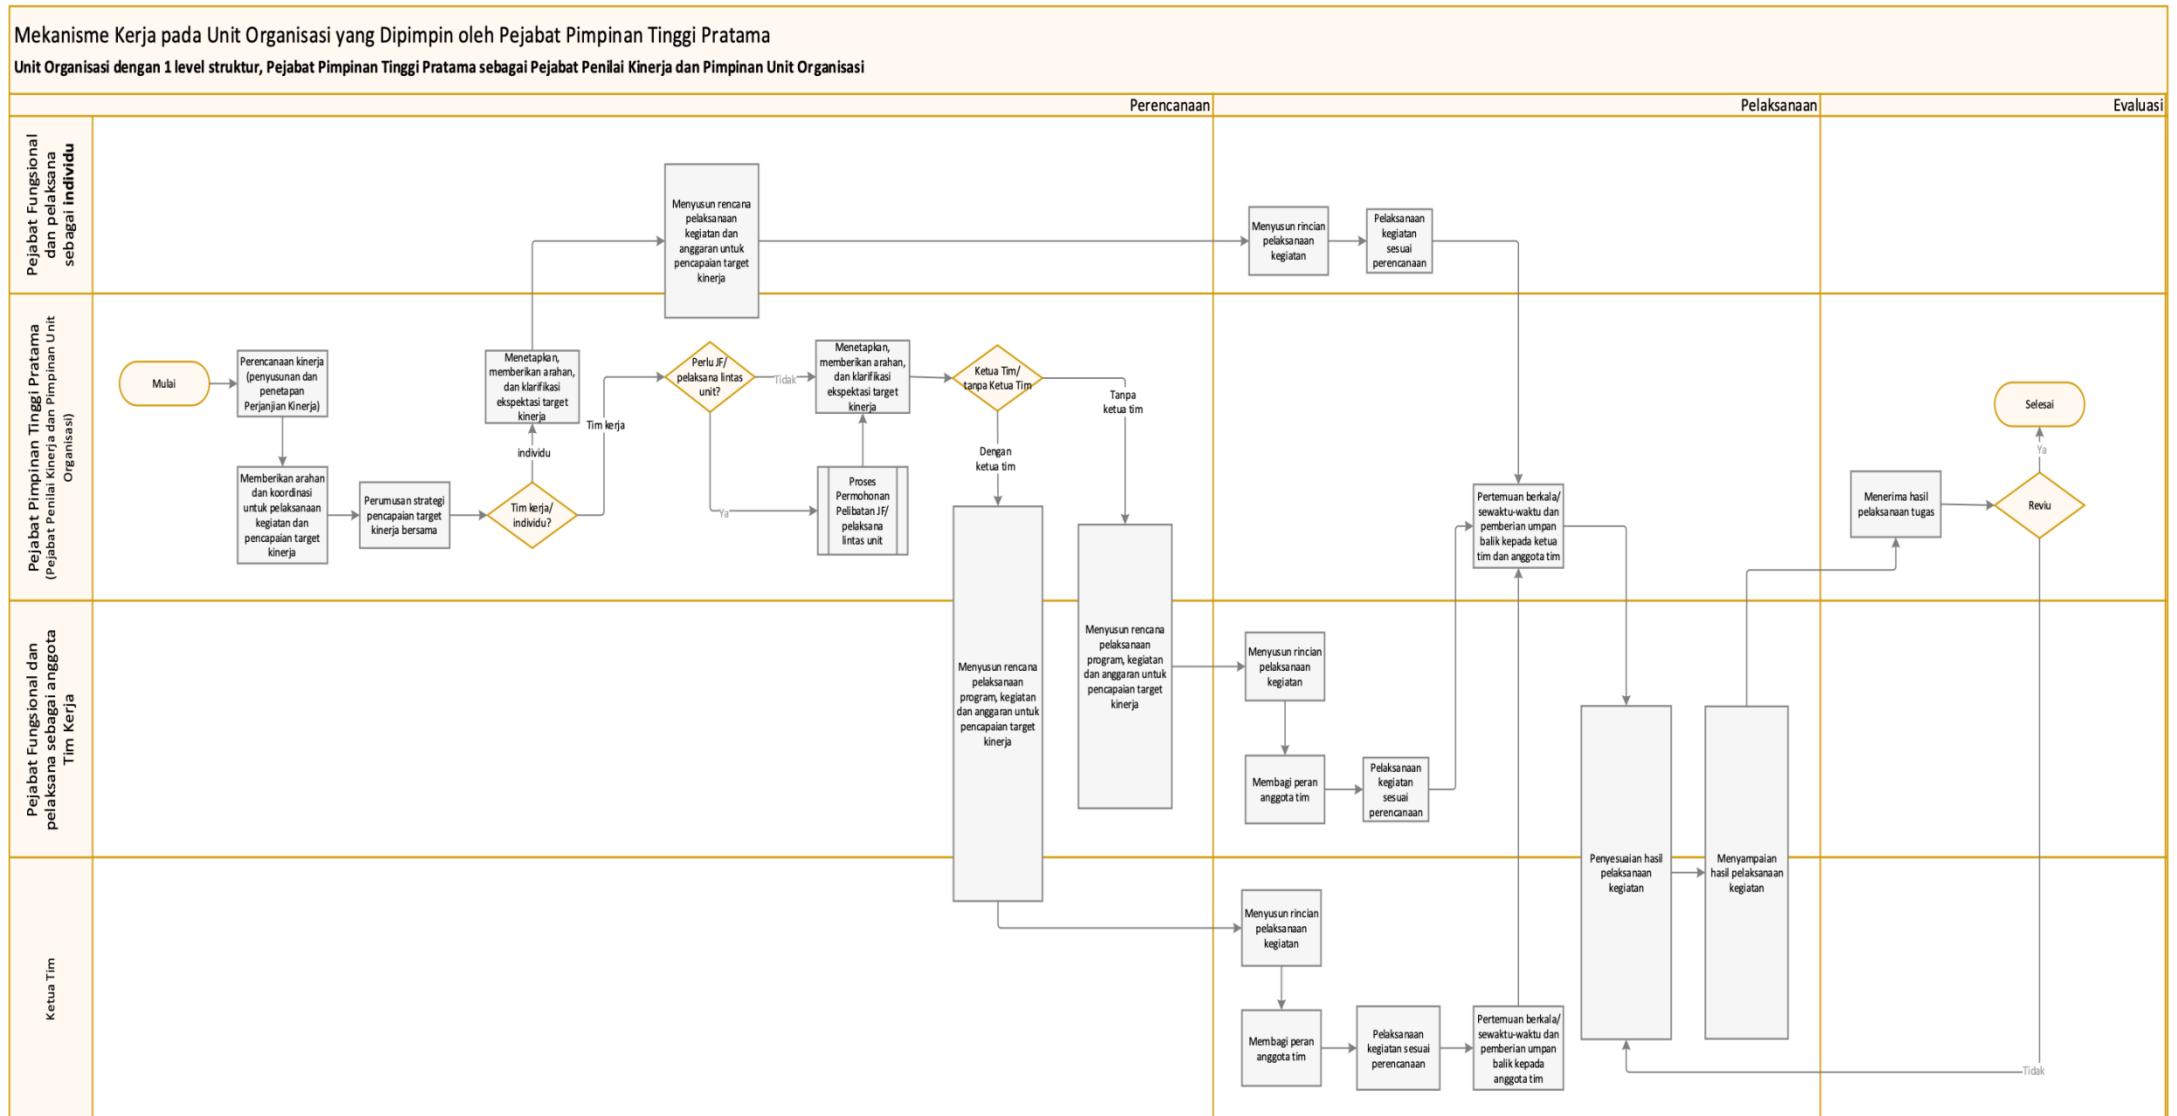 Mekanisme Kerja pada Unit Organisasi yang Dipimpin oleh Pejabat Pimpinan Tinggi Pratama
Unit Organisasi dengan 1 level struktur, Pejabat Pimpinan Tinggi Pratama sebagai Pejabat Penilai Kinerja dan Pimpinan Unit Organisasi
Perencanaan
Pelaksanaan
Evaluasi
Pejabat Fungsional
dan pelaksana
sebagai individu
Menyusun rencana
pelaksanaan
kegiatan dan
anggaran untuk
pencapaian target
kinerja
Menyusun rincian
pelaksanaan
kegiatan
Pelaksanaan
kegiatan
sesuai
perencanaan
Pejabat Pimpinan Tinggi Pratama
(Pejabat Penilai Kinerja dan Pimpinan Unit
Organisasi)
Mulai
Perencanaan kinerja
(penyusunan dan
penetapan
Perjanjian Kinerja)
Memberikan arahan
dan koordinasi
untuk pelaksanaan
kegiatan dan
pencapaian target
kinerja
Perumusan strategi
pencapaian target
kinerja bersama
Tim kerja/
individu?
individu
Menetapkan,
memberikan arahan,
dan klarifikasi
ekspektasi target
kinerja
Tim kerja
Perlu JF/
pelaksana lintas
unit?
Tidak
Ya
Proses
Permohonan
Pelibatan JF/
pelaksana
lintas unit
Menetapkan,
memberikan arahan,
dan klarifikasi
ekspektasi target
kinerja
Ketua Tim/
tanpa Ketua Tim
Dengan
ketua tim
Tanpa
ketua tim
Pertemuan berkala/
sewaktu-waktu dan
pemberian umpan
balik kepada ketua
tim dan anggota tim
Menerima hasil
pelaksanaan tugas
Reviu
Ya
Selesai
Pejabat Fungsional dan
pelaksana sebagai anggota
Tim Kerja
Menyusun rencana
pelaksanaan
program, kegiatan
dan anggaran untuk
pencapaian target
kinerja
Menyusun rencana
pelaksanaan
program, kegiatan
dan anggaran untuk
pencapaian target
kinerja
Menyusun rincian
pelaksanaan
kegiatan
Membagi peran
anggota tim
Pelaksanaan
kegiatan
sesuai
perencanaan
Penyesuaian hasil
pelaksanaan
kegiatan
Menyampaian
hasil pelaksanaan
kegiatan
Ketua Tim
Menyusun rincian
pelaksanaan
kegiatan
Membagi peran
anggota tim
Pelaksanaan
kegiatan sesuai
perencanaan
Pertemuan berkala/
sewaktu-waktu dan
pemberian umpan
balik kepada
anggota tim
Tidak